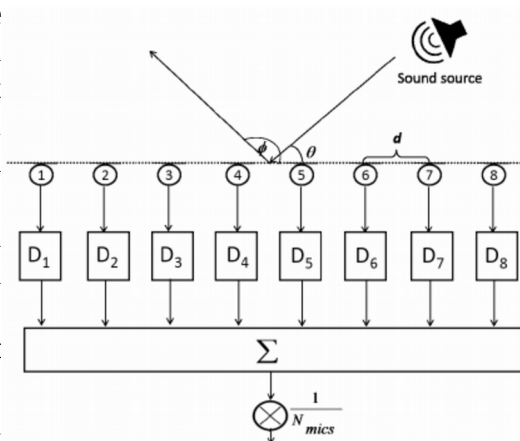 Sound source
ϕ θ d
1 2 3 4 5 6 7 8
D1 D2 D3 D4 D5 D6 D7 D8
Σ
1
N mics